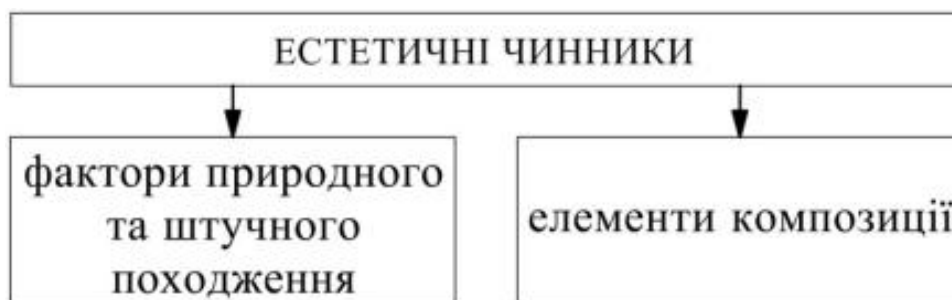 ЕСТЕТИЧНІ ЧИННИКИ
фактори природного
та штучного
походження
елементи композиції